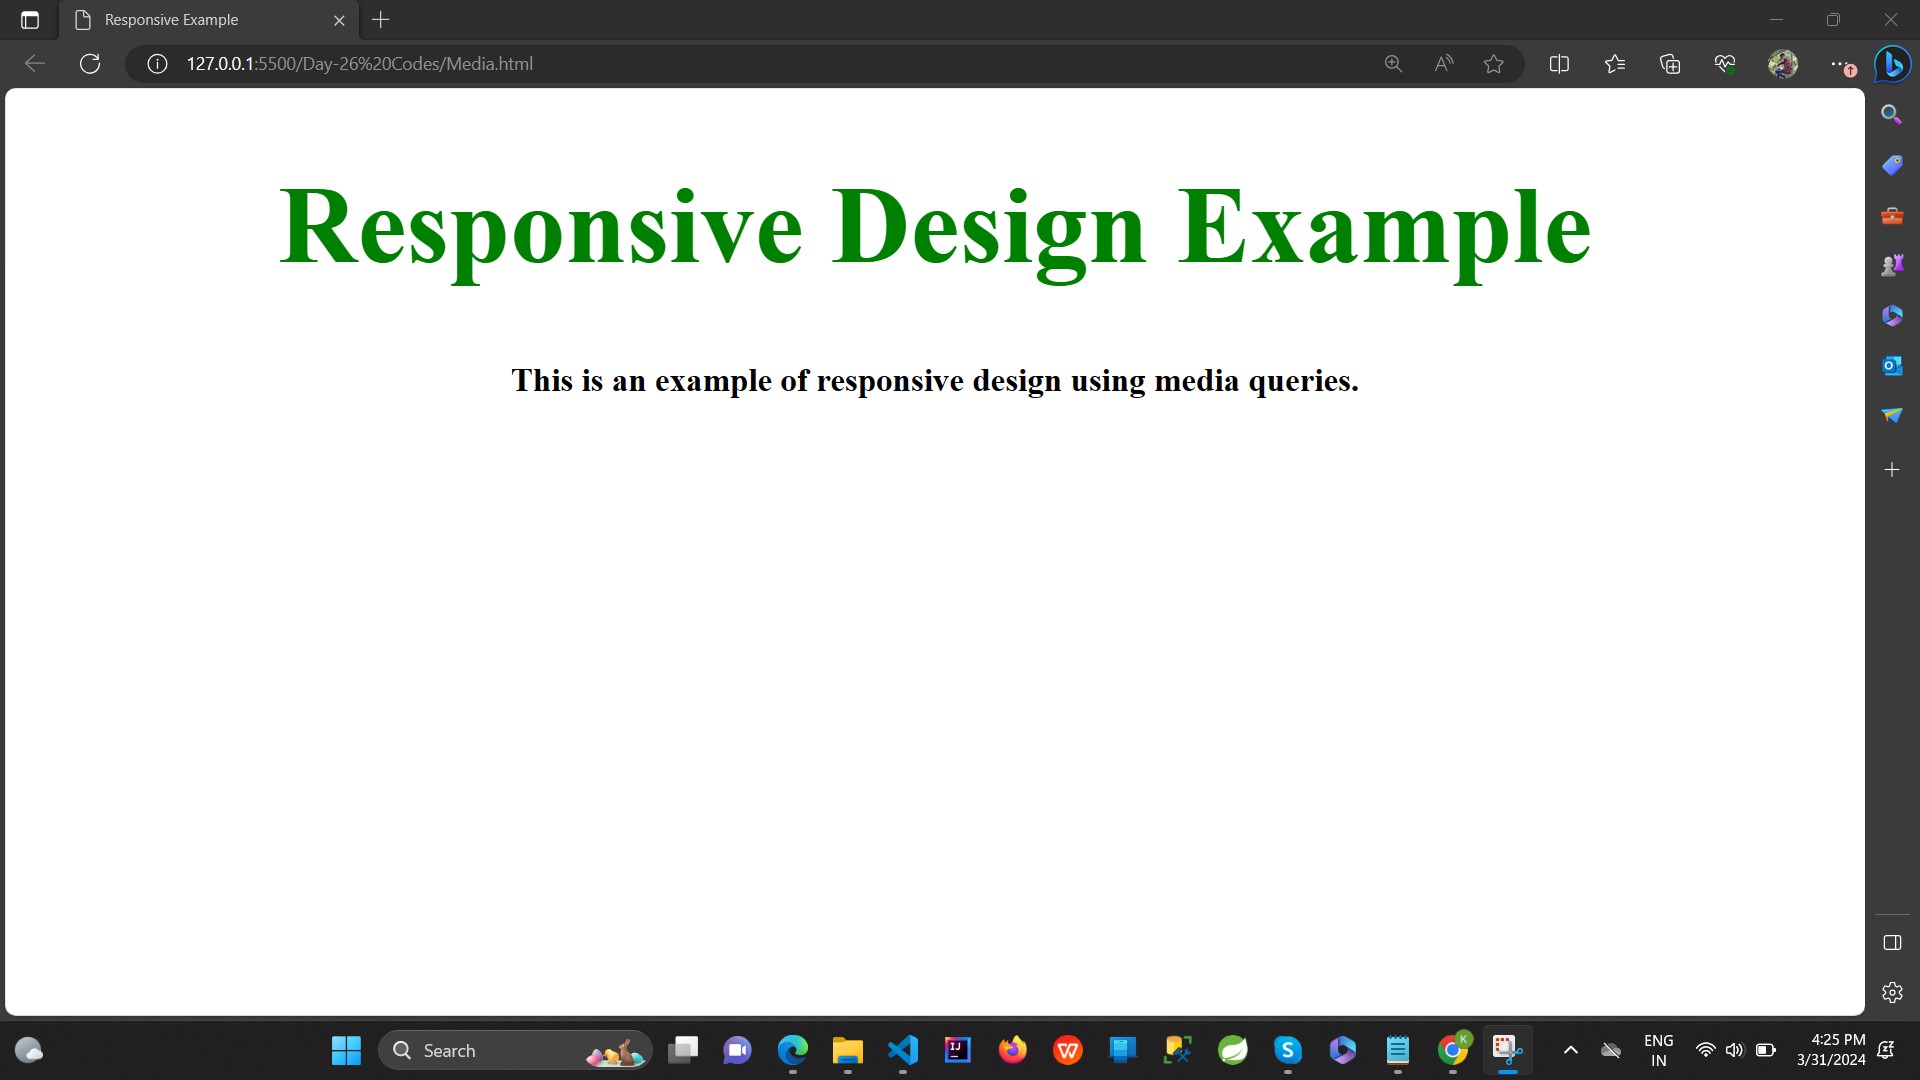 Responsive Example
127.0.0.1:5500/Day-26%20Codes/Media.html
Responsive Design Example
This is an example of responsive design using media queries.
Search
ENG
IN
4:25 PM
3/31/2024